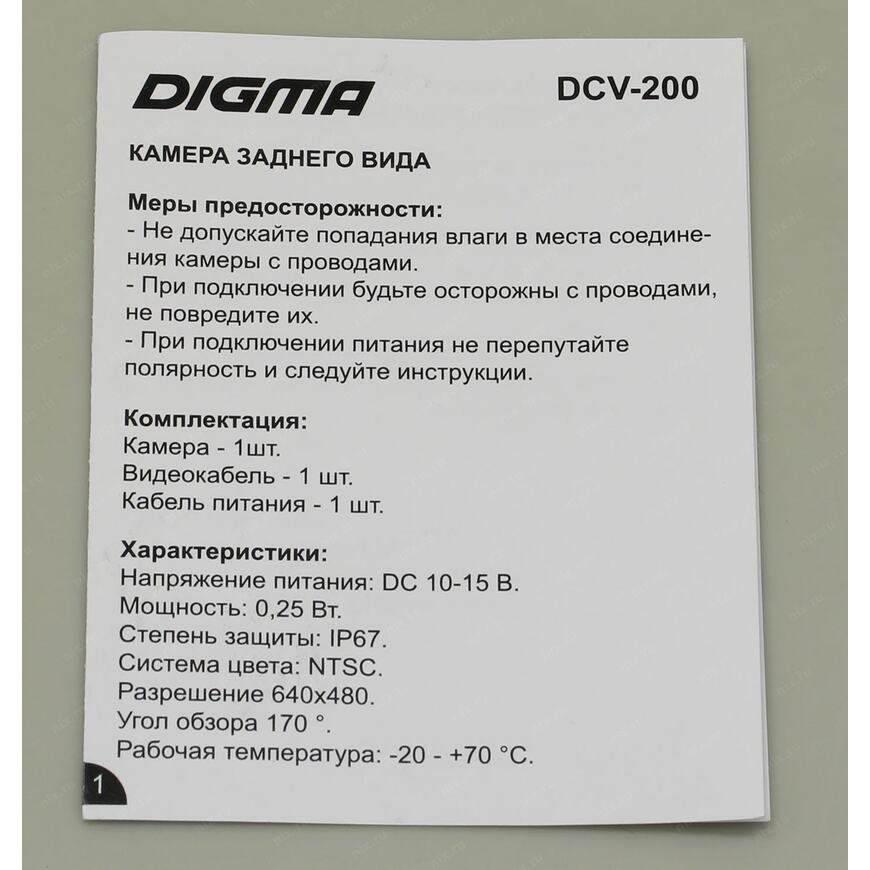 DIGMA DCV-200
КАМЕРА ЗАДНЕГО ВИДА
Меры предосторожности:
- Не допускайте попадания влаги в места соедине-
ния камеры с проводами.
- При подключении будьте осторожны с проводами,
не повредите их.
- При подключении питания не перепутайте
полярность и следуйте инструкции.
Комплектация:
Камера - 1шт.
Видеокабель - 1 шт.
Кабель питания - 1 шт.
Характеристики:
Напряжение питания: DC 10-15 В.
Мощность: 0,25 Вт.
Степень защиты: IP67.
Система цвета: NTSC.
Разрешение 640x480.
Угол обзора 170 °.
Рабочая температура: -20 - +70 °C.
1